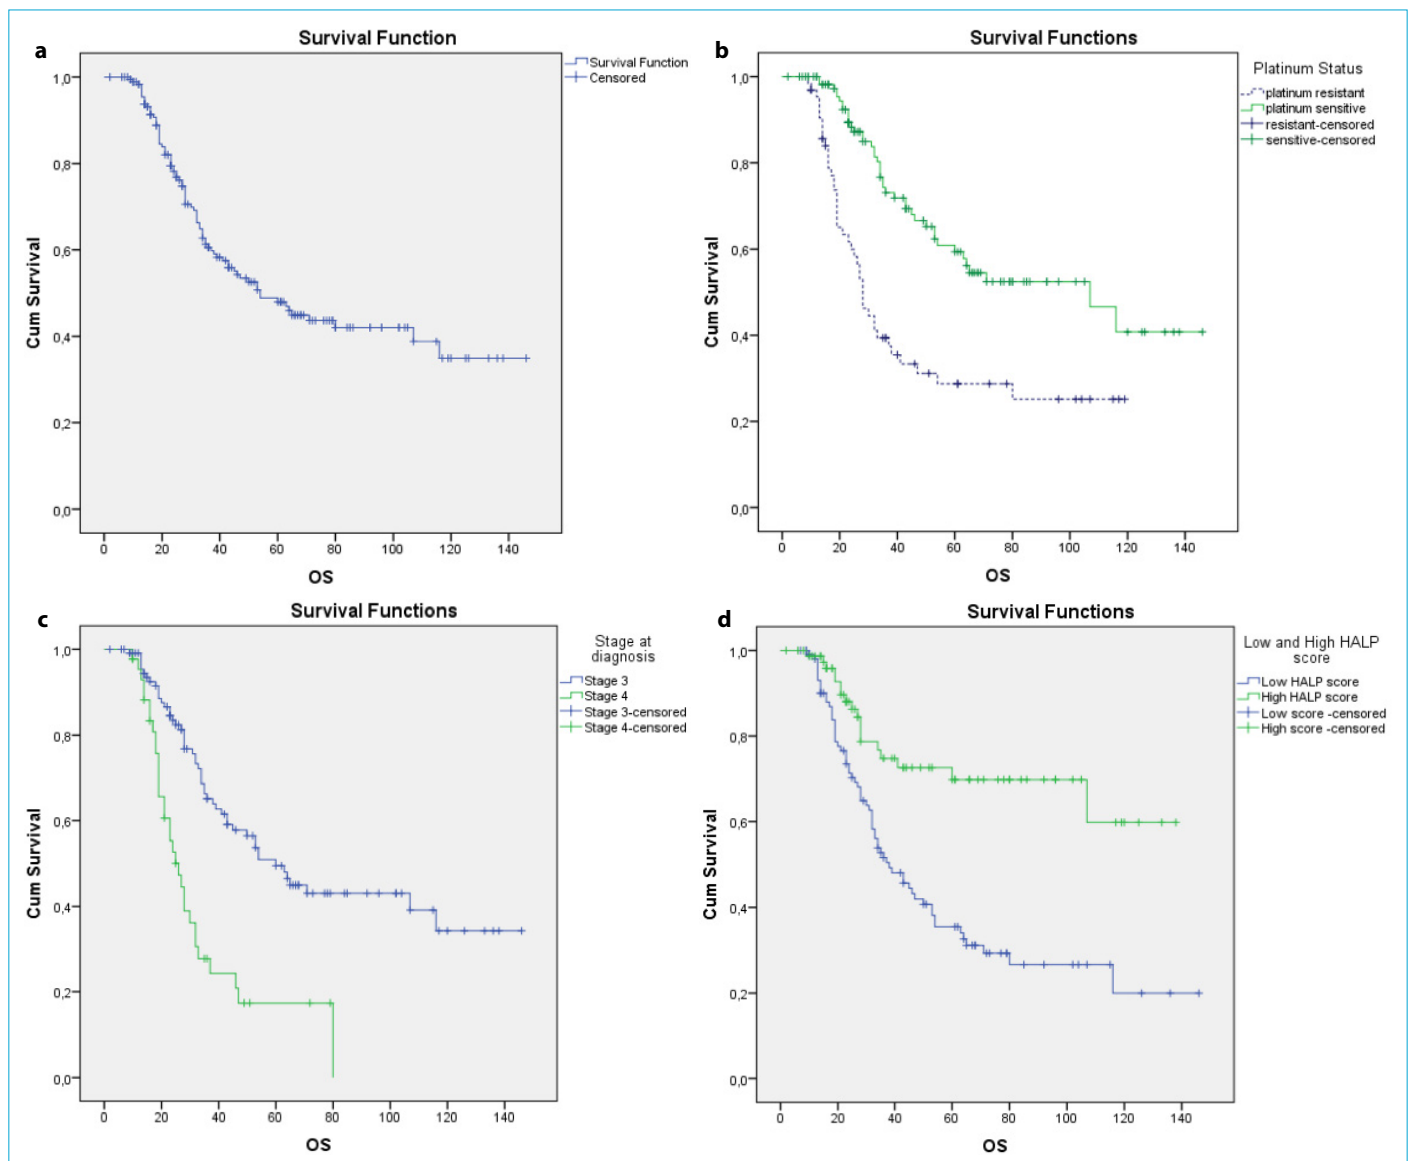 a
Survival Function
Cum Survival
1,0
0,8
0,6
0,4
0,2
0,0
0 20 40 60 80 100 120 140
OS
Survival Function
Censored
b
Survival Functions
Cum Survival
1,0
0,8
0,6
0,4
0,2
0,0
0 20 40 60 80 100 120 140
OS
Platinum Status
platinum resistant
platinum sensitive
resistant-censored
sensitive-censored
c
Survival Functions
Cum Survival
1,0
0,8
0,6
0,4
0,2
0,0
0 20 40 60 80 100 120 140
OS
Stage at
diagnosis
Stage 3
Stage 4
Stage 3-censored
Stage 4-censored
d
Survival Functions
Cum Survival
1,0
0,8
0,6
0,4
0,2
0,0
0 20 40 60 80 100 120 140
OS
Low and High HALP
score
Low HALP score
High HALP score
Low score -censored
High score -censored